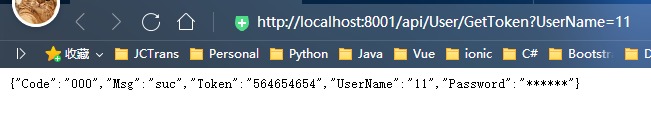 http://localhost:8001/api/User/GetToken?UserName=11
收藏 JCTrans Personal Python Java Vue ionic C# Bootstra
{"Code":"000","Msg":"suc","Token":"564654654","UserName":"11","Password":"******"}